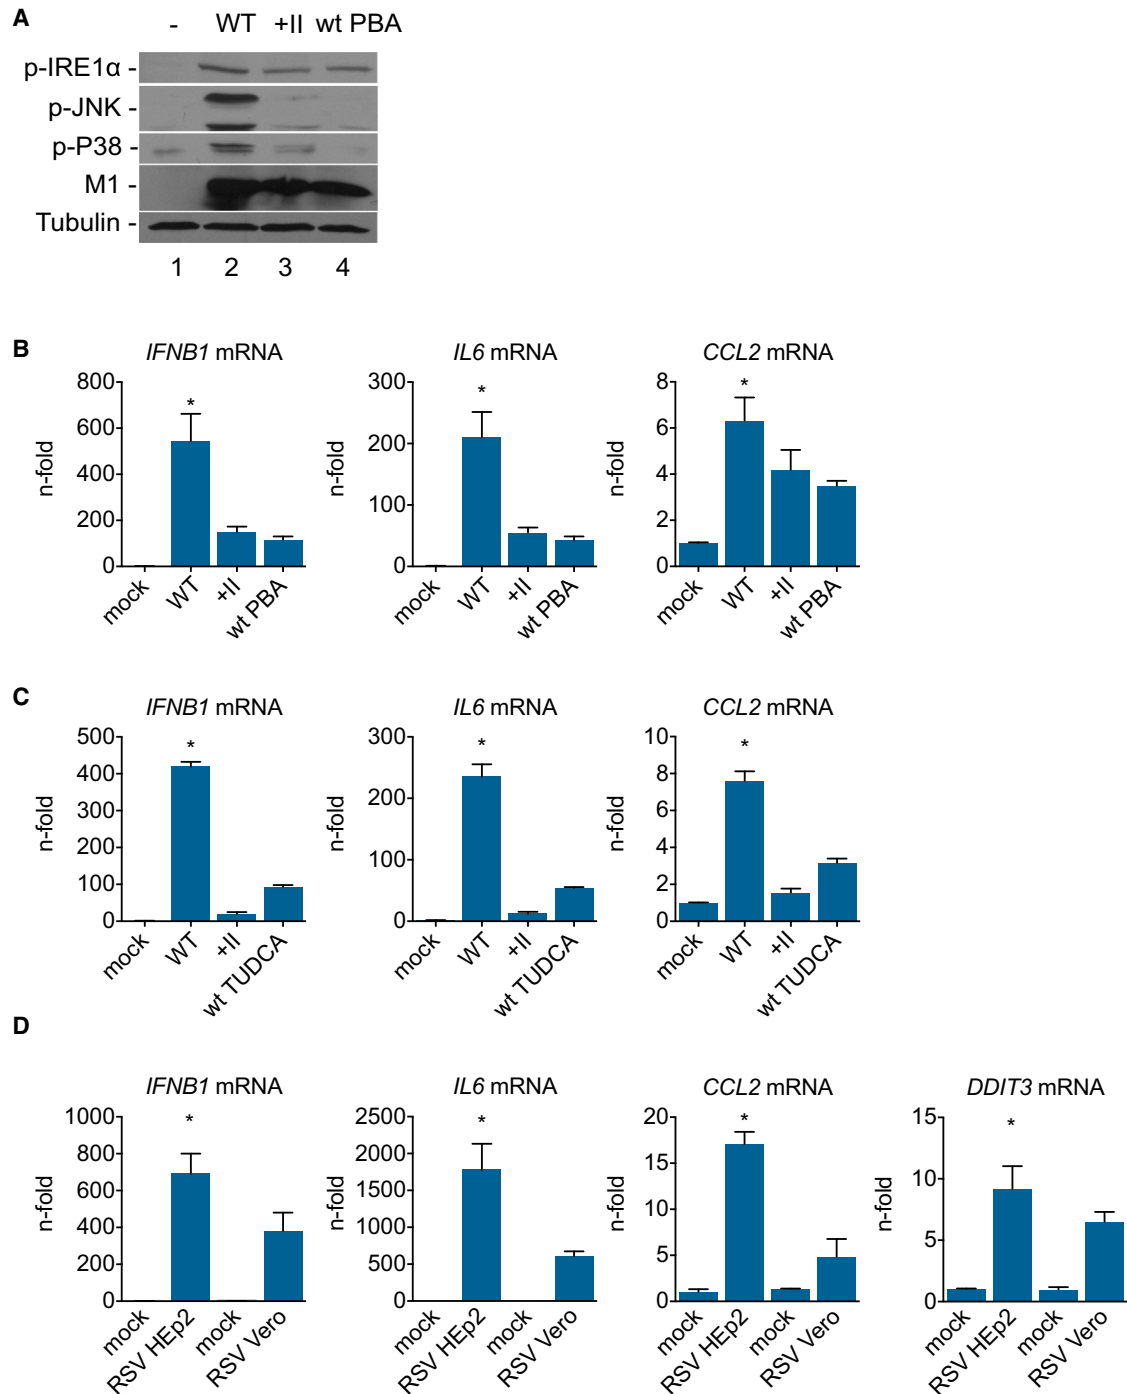 A
- WT +II wt PBA
p-IRE1α -
p-JNK -
p-P38 -
M1 -
Tubulin -
1 2 3 4
B
IFNB1 mRNA
n-fold
800
600
400
200
0
*
mock WT +II wt PBA
IL6 mRNA
n-fold
300
200
100
0
*
mock WT +II wt PBA
CCL2 mRNA
n-fold
8
6
4
2
0
*
mock WT +II wt PBA
C
IFNB1 mRNA
n-fold
500
400
300
200
100
0
*
mock WT +II wt TUDCA
IL6 mRNA
n-fold
300
200
100
0
*
mock WT +II wt TUDCA
CCL2 mRNA
n-fold
10
8
6
4
2
0
*
mock WT +II wt TUDCA
D
IFNB1 mRNA
n-fold
1000
800
600
400
200
0
*
mock RSV HEp2 mock RSV Vero
IL6 mRNA
n-fold
2500
2000
1500
1000
500
0
*
mock RSV HEp2 mock RSV Vero
CCL2 mRNA
n-fold
20
15
10
5
0
*
mock RSV HEp2 mock RSV Vero
DDIT3 mRNA
n-fold
15
10
5
0
*
mock RSV HEp2 mock RSV Vero